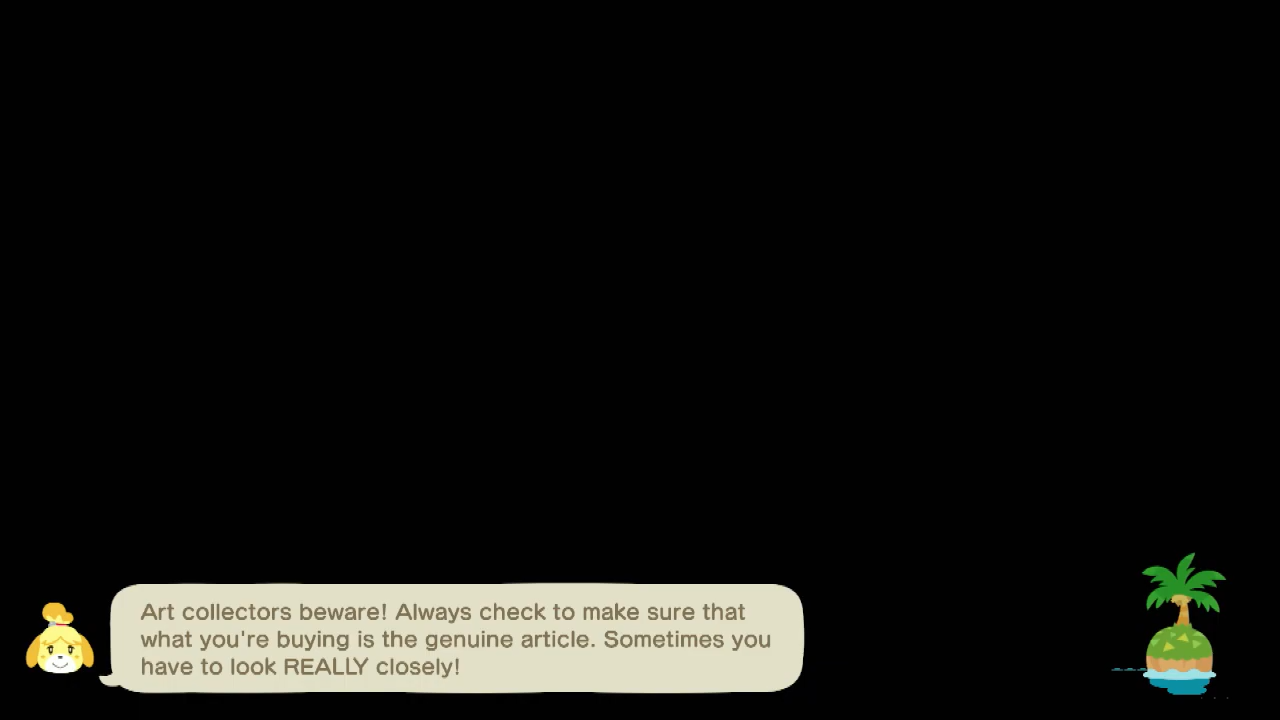 Art collectors beware! Always check to make sure that
what you're buying is the genuine article. Sometimes you
have to look REALLY closely!